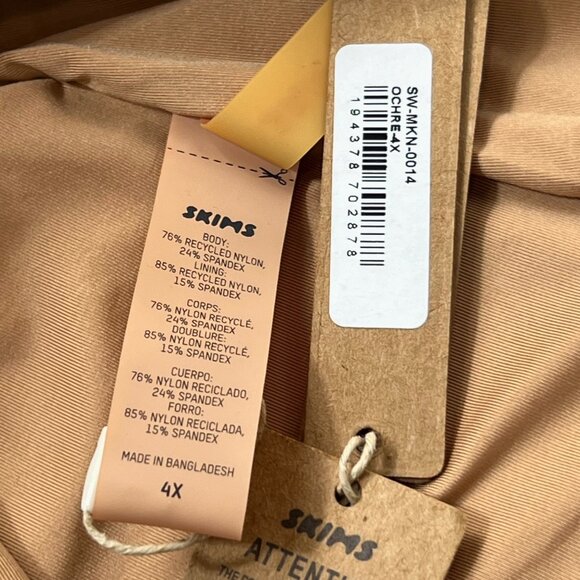 SKIMS
BODY:
76% RECYCLED NYLON,
24% SPANDEX
LINING:
85% RECYCLED NYLON,
15% SPANDEX
CORPS:
76% NYLON RECYCLÉ,
24% SPANDEX
DOUBLURE:
85% NYLON RECYCLÉ,
15% SPANDEX
CUERPO:
76% NYLON RECICLADO,
24% SPANDEX
FORRO:
85% NYLON RECICLADA,
15% SPANDEX
MADE IN BANGLADESH
4X
SW-MKN-0014
OCHRE-4X
194378 702878
SKIMS